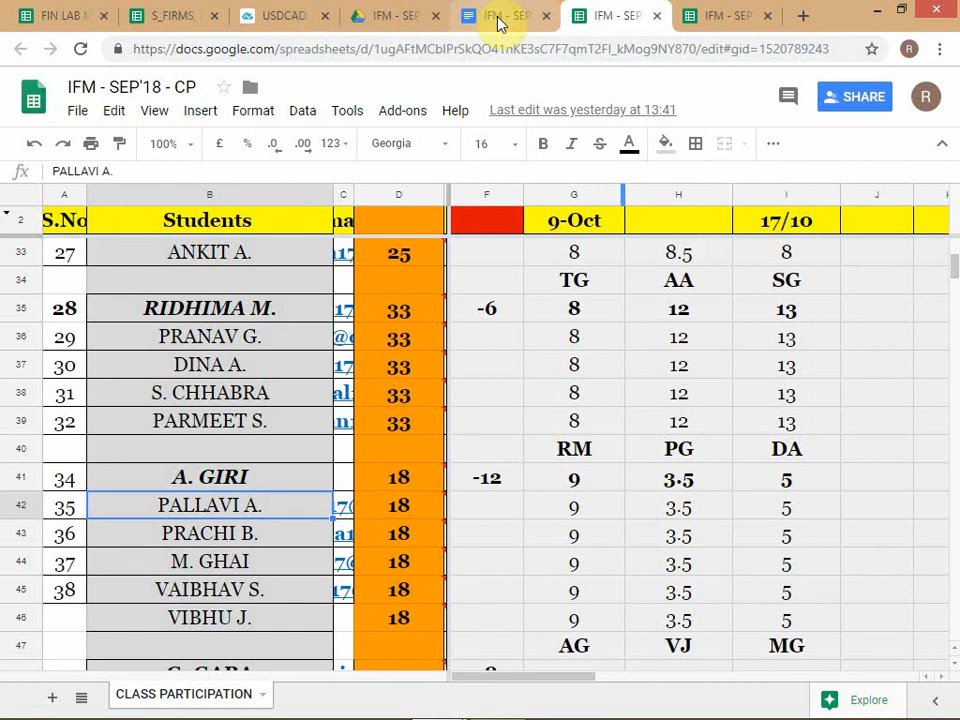 FIN LAB M
S_FIRMS,
USDCAD
IFM - SEP
IFM - SEP
IFM - SEP
IFM - SEP
https://docs.google.com/spreadsheets/d/1ugAFtMCbIPrSkQO41nKE3sC7F7qmT2FI_kMog9NY870/edit#gid=1520789243
R
IFM - SEP'18 - CP
File Edit View Insert Format Data Tools Add-ons Help Last edit was yesterday at 13:41
SHARE
R
100% £ % .0 .00 123 Georgia 16 B I S A
fx PALLAVI A.
A B C D F G H I J
2 S.No Students 9-Oct 17/10
33 27 ANKIT A. 25 8 8.5 8
34 TG AA SG
35 28 RIDHIMA M. 17 33 -6 8 12 13
36 29 PRANAV G. 33 8 12 13
37 30 DINA A. 17 33 8 12 13
38 31 S. CHHABRA 33 8 12 13
39 32 PARMEET S. 33 8 12 13
40 RM PG DA
41 34 A. GIRI 18 -12 9 3.5 5
42 35 PALLAVI A. 17@ 18 9 3.5 5
43 36 PRACHI B. 18 9 3.5 5
44 37 M. GHAI 7@ 18 9 3.5 5
45 38 VAIBHAV S. 17 18 9 3.5 5
46 VIBHU J. 18 9 3.5 5
47 AG VJ MG
CLASS PARTICIPATION
Explore